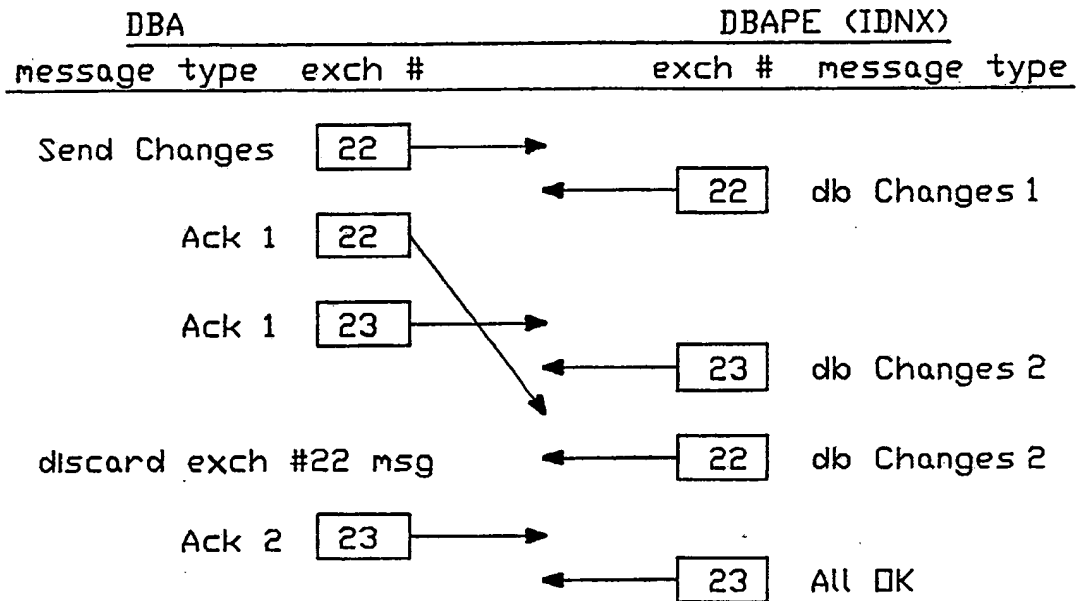 DBA DBAPE (IDNX)
message type exch # exch # message type
Send Changes 22
22 db Changes 1
Ack 1 22
Ack 1 23
23 db Changes 2
discard exch #22 msg 22 db Changes 2
Ack 2 23
23 All OK